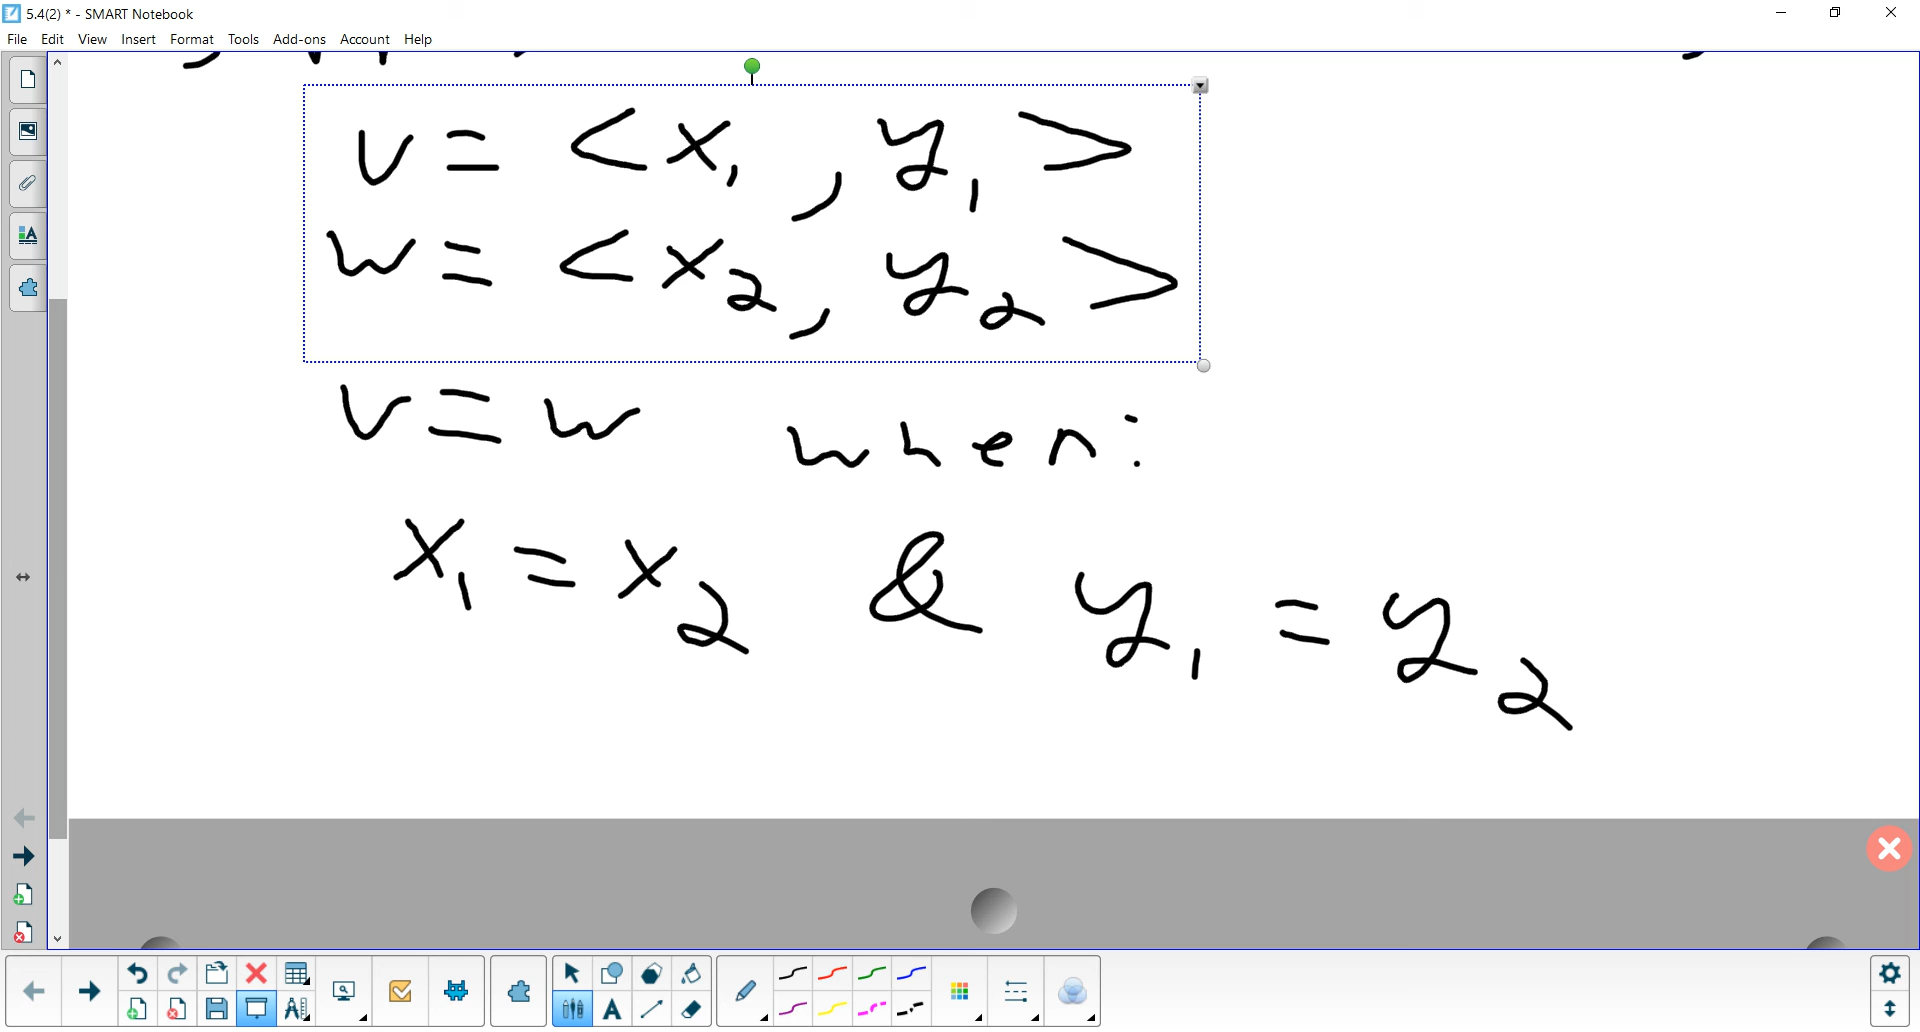 5.4(2) * - SMART Notebook
File Edit View Insert Format Tools Add-ons Account Help
v = <x₁, y₁>
w = <x₂, y₂>
v = w when:
x₁ = x₂ & y₁ = y₂